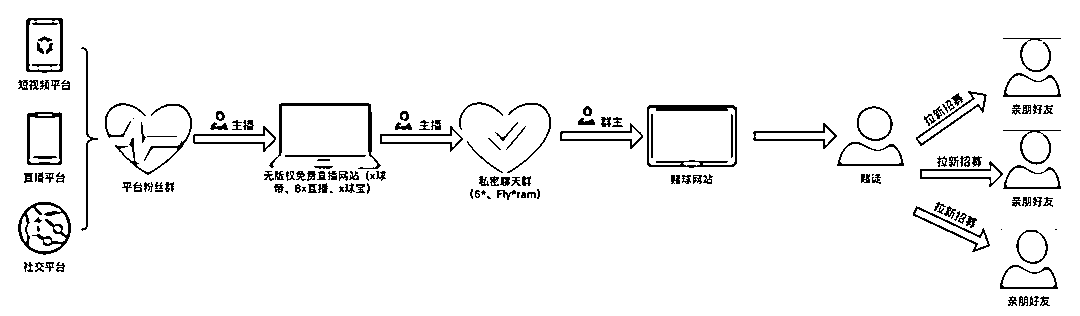 短视频平台
直播平台
社交平台
平台粉丝群
主播
无版权免费直播网站（x球
帝、8x直播、x球宝）
主播
私密聊天群
（S*、Fly*ram）
群主
赌球网站
赌徒
拉新招募
亲朋好友
拉新招募
亲朋好友
拉新招募
亲朋好友